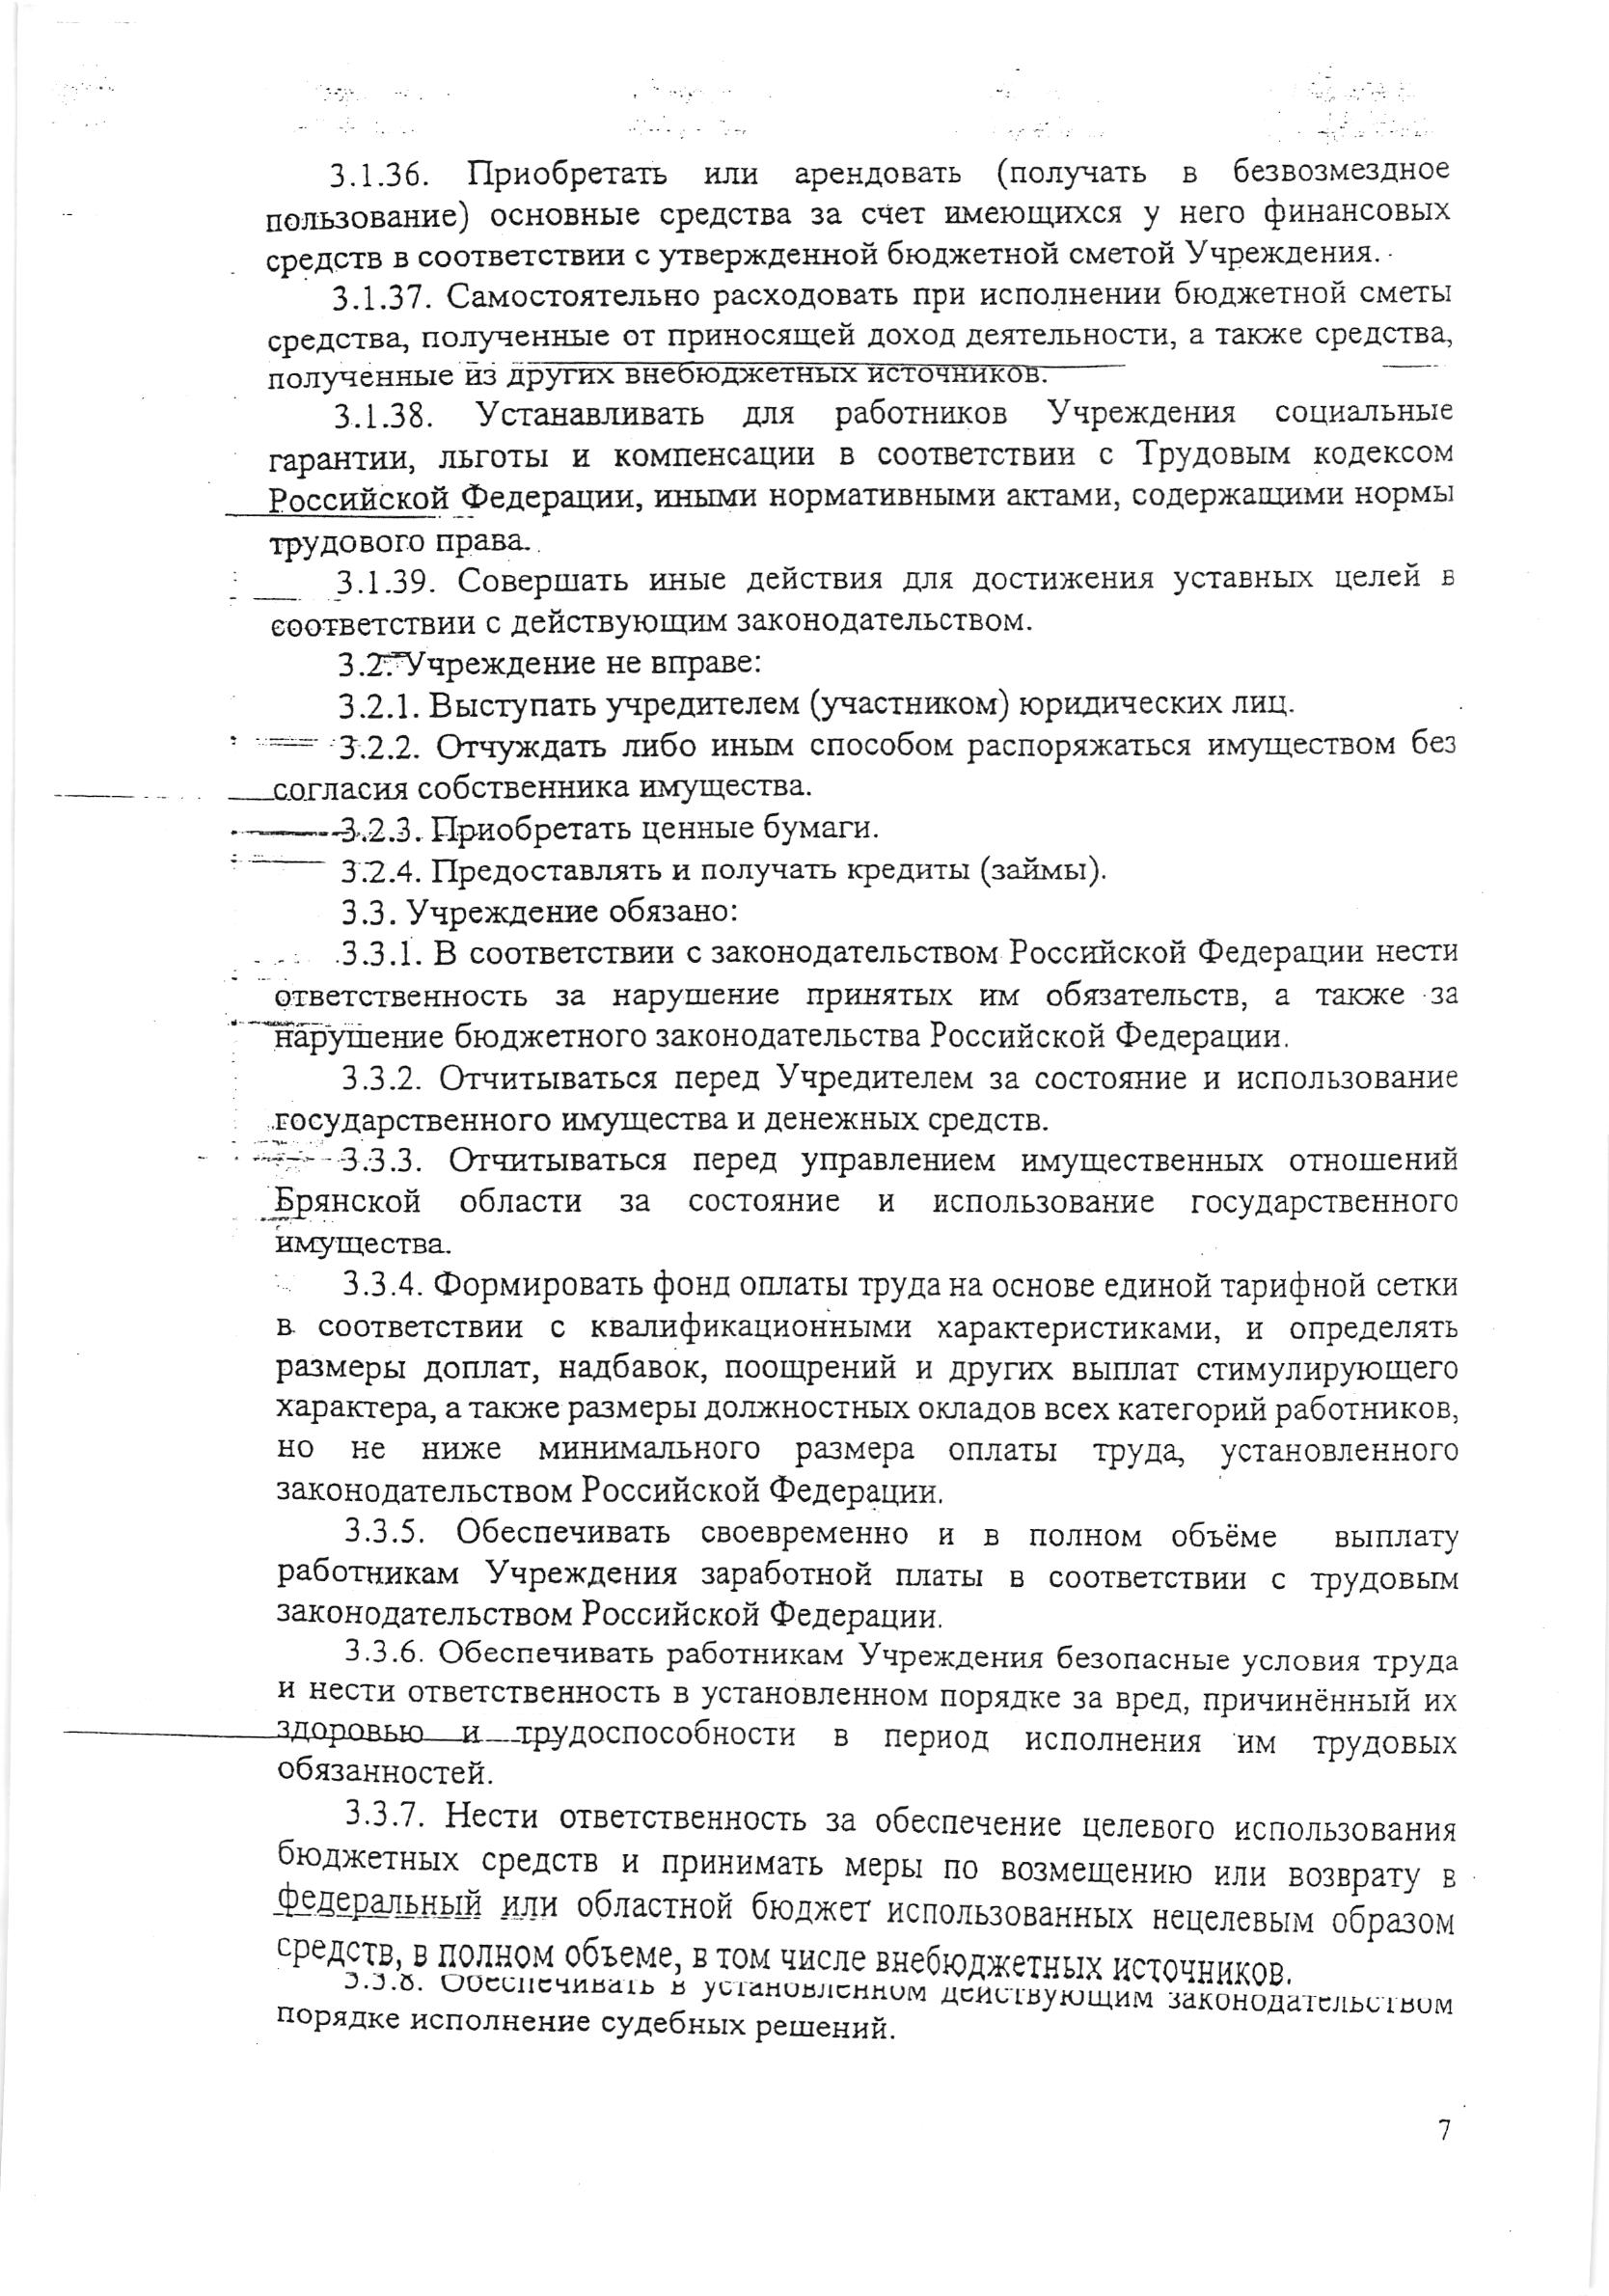 3.1.36. Приобретать или арендовать (получать в безвозмездное
пользование) основные средства за счет имеющихся у него финансовых
средств в соответствии с утвержденной бюджетной сметой Учреждения.
3.1.37. Самостоятельно расходовать при исполнении бюджетной сметы
средства, полученные от приносящей доход деятельности, а также средства,
полученные из других внебюджетных источников.
3.1.38. Устанавливать для работников Учреждения социальные
гарантии, льготы и компенсации в соответствии с Трудовым кодексом
Российской Федерации, иными нормативными актами, содержащими нормы
трудового права.
3.1.39. Совершать иные действия для достижения уставных целей в
соответствии с действующим законодательством.
3.2. Учреждение не вправе:
3.2.1. Выступать учредителем (участником) юридических лиц.
3.2.2. Отчуждать либо иным способом распоряжаться имуществом без
согласия собственника имущества.
3.2.3. Приобретать ценные бумаги.
3.2.4. Предоставлять и получать кредиты (займы).
3.3. Учреждение обязано:
3.3.1. В соответствии с законодательством Российской Федерации нести
ответственность за нарушение принятых им обязательств, а также за
нарушение бюджетного законодательства Российской Федерации.
3.3.2. Отчитываться перед Учредителем за состояние и использование
государственного имущества и денежных средств.
3.3.3. Отчитываться перед управлением имущественных отношений
Брянской области за состояние и использование государственного
имущества.
3.3.4. Формировать фонд оплаты труда на основе единой тарифной сетки
в соответствии с квалификационными характеристиками, и определять
размеры доплат, надбавок, поощрений и других выплат стимулирующего
характера, а также размеры должностных окладов всех категорий работников,
но не ниже минимального размера оплаты труда, установленного
законодательством Российской Федерации.
3.3.5. Обеспечивать своевременно и в полном объёме выплату
работникам Учреждения заработной платы в соответствии с трудовым
законодательством Российской Федерации.
3.3.6. Обеспечивать работникам Учреждения безопасные условия труда
и нести ответственность в установленном порядке за вред, причинённый их
здоровью и трудоспособности в период исполнения им трудовых
обязанностей.
3.3.7. Нести ответственность за обеспечение целевого использования
бюджетных средств и принимать меры по возмещению или возврату в
федеральный или областной бюджет использованных нецелевым образом
средств, в полном объеме, в том числе внебюджетных источников.
3.3.8. Обеспечивать в установленном действующим законодательством
порядке исполнение судебных решений.
7